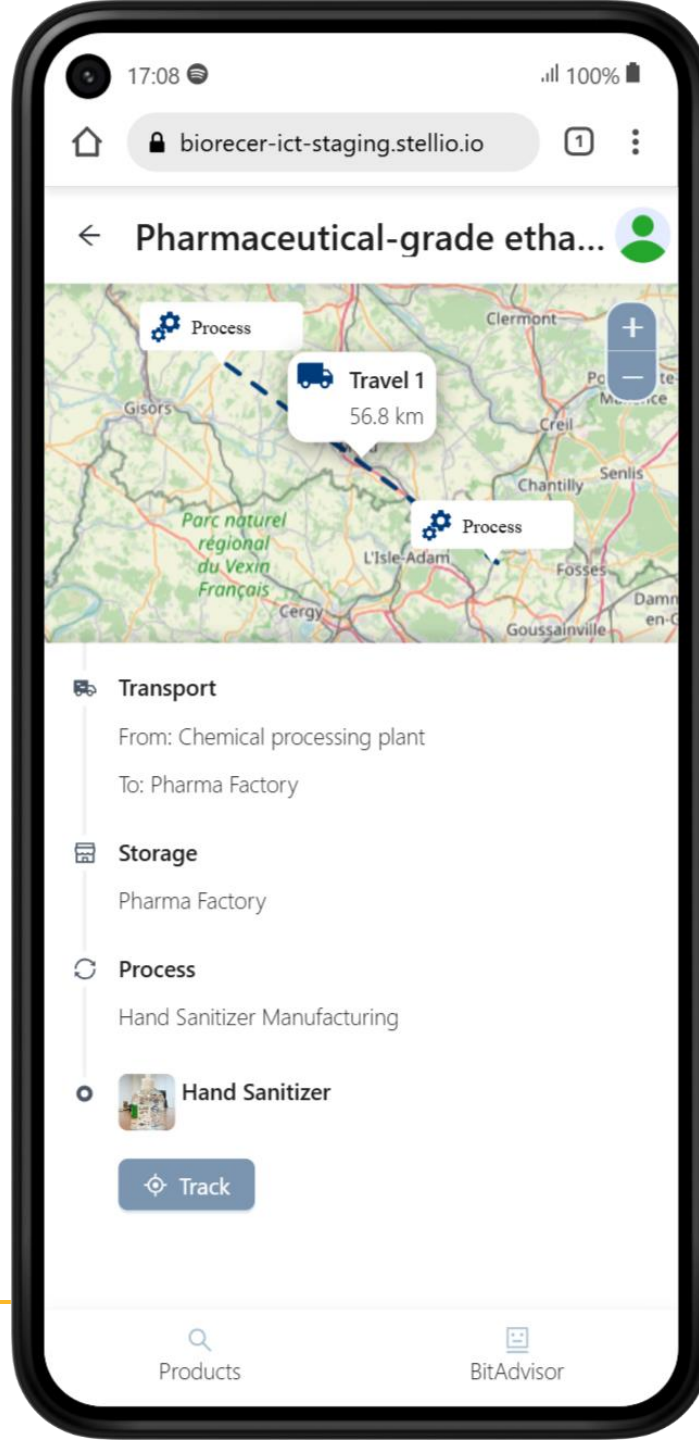 17:08
100%
biorecer-ict-staging.stellio.io
1
Pharmaceutical-grade etha...
Process
Clermont
Travel 1
56.8 km
Gisors
Creil
Senlis
Chantilly
Parc naturel
régional
du Vexin
Français
Process
L'Isle-Adam
Fosses
Cergy
Goussainville
Transport
From: Chemical processing plant
To: Pharma Factory
Storage
Pharma Factory
Process
Hand Sanitizer Manufacturing
Hand Sanitizer
Track
Products
BitAdvisor